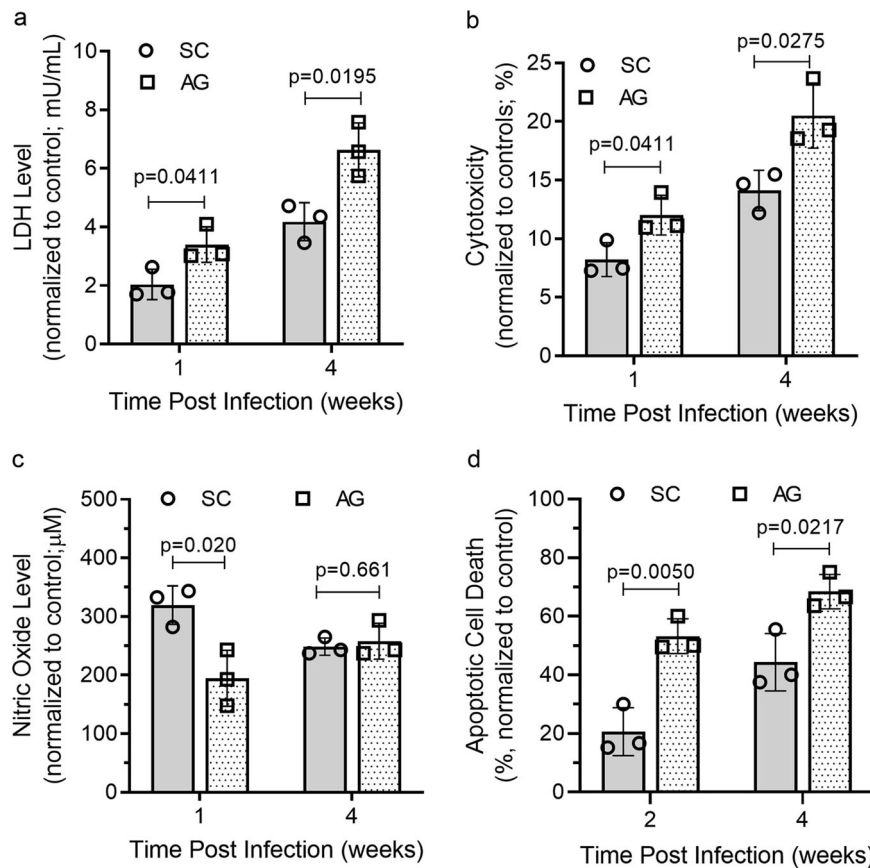 a
LDH Level
(normalized to control; mU/mL)
10
8
6
4
2
0
SC
AG
p=0.0411
p=0.0195
1
4
Time Post Infection (weeks)
b
Cytotoxicity
(normalized to controls; %)
25
20
15
10
5
0
SC
AG
p=0.0411
p=0.0275
1
4
Time Post Infection (weeks)
c
Nitric Oxide Level
(normalized to control;µM)
500
400
300
200
100
0
SC
AG
p=0.020
p=0.661
1
4
Time Post Infection (weeks)
d
Apoptotic Cell Death
(%, normalized to control)
100
80
60
40
20
0
SC
AG
p=0.0050
p=0.0217
2
4
Time Post Infection (weeks)